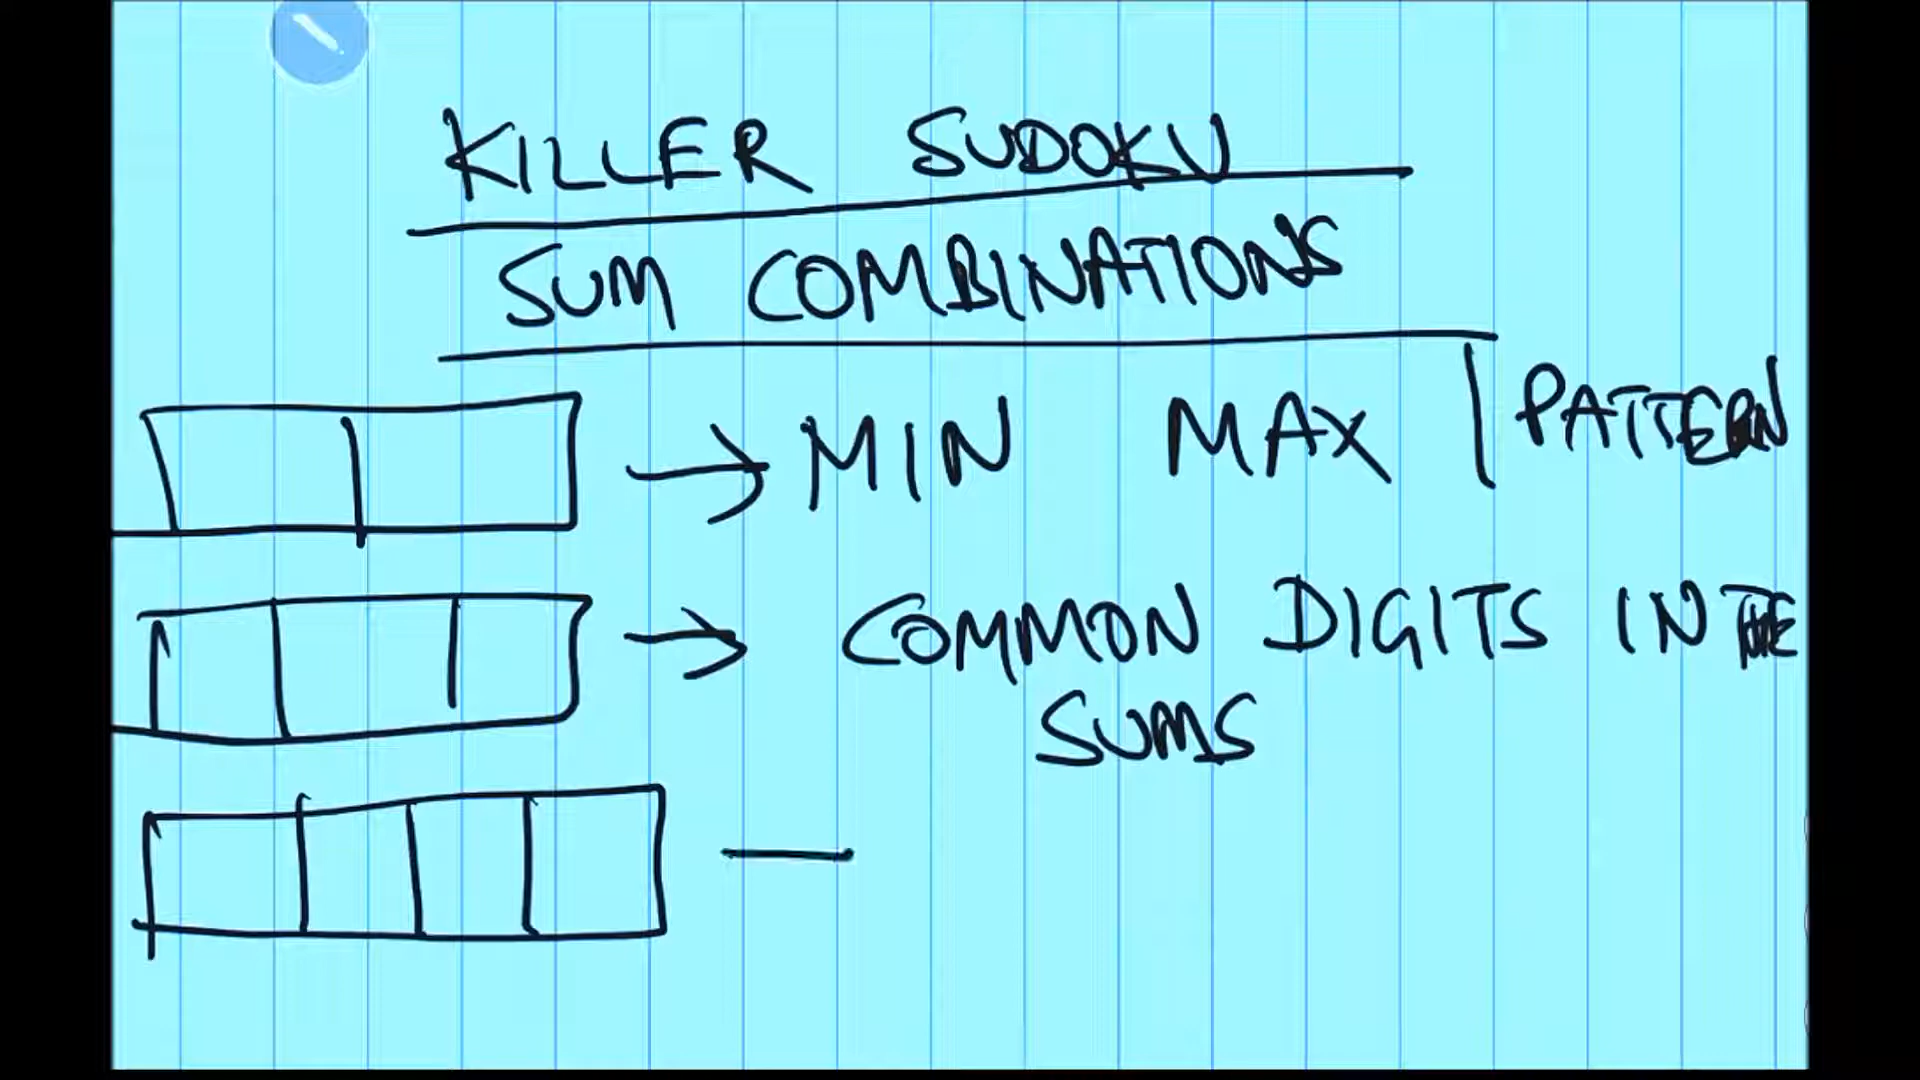 KILLER SUDOKU
SUM COMBINATIONS
MIN MAX | PATTERN
COMMON DIGITS IN THE
SUMS